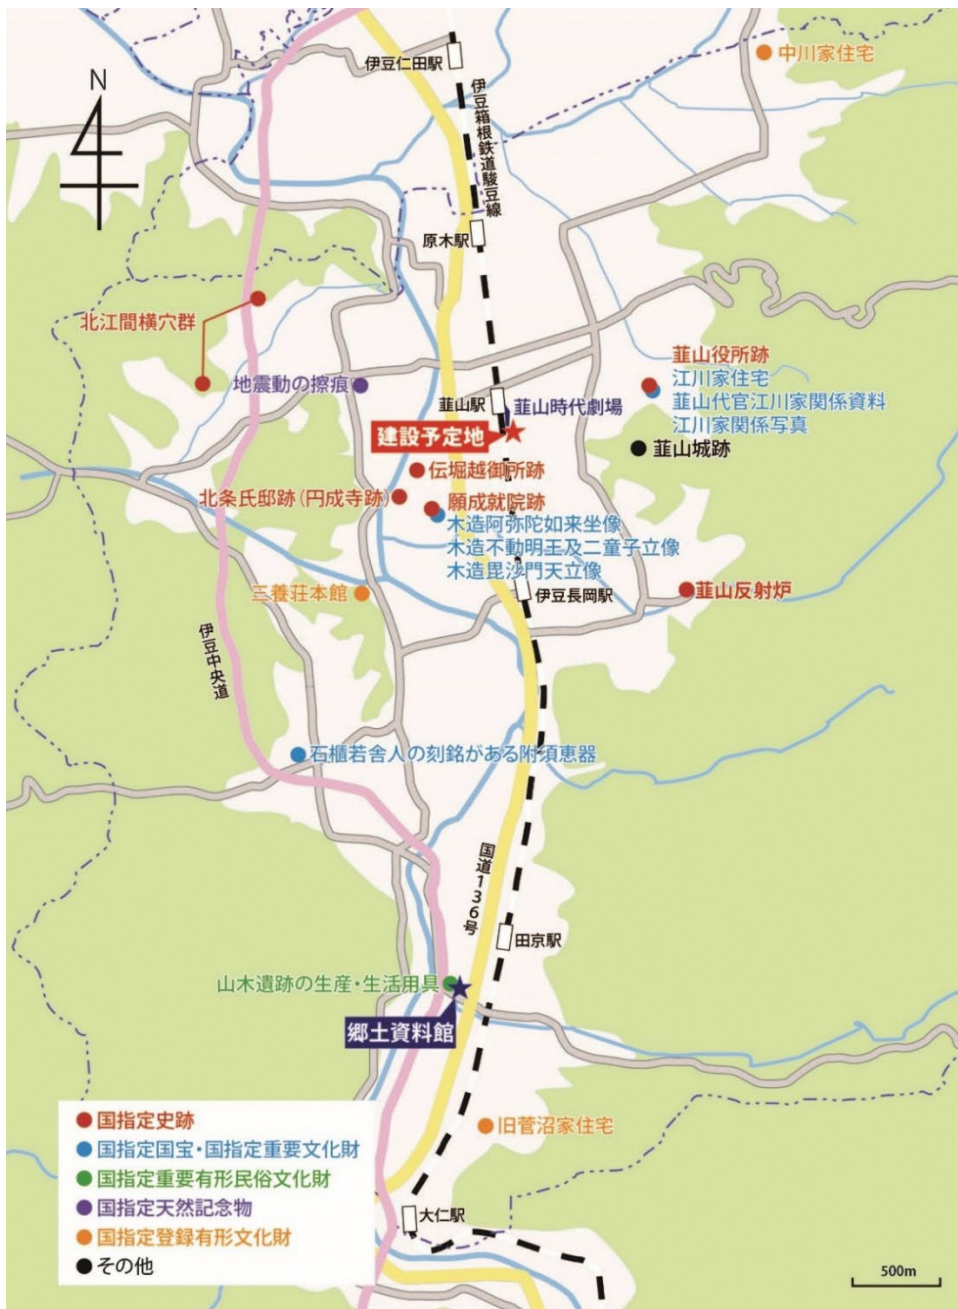 中川家住宅
伊豆仁田駅
N
伊豆箱根鉄道駿豆線
原木駅
北江間横穴群
地震動の擦痕
韮山役所跡
江川家住宅
韮山代官江川家関係資料
江川家関係写真
韮山駅
韮山時代劇場
建設予定地
韮山城跡
伝堀越御所跡
北条氏邸跡(円成寺跡)
願成就院跡
木造阿弥陀如来坐像
木造不動明王及二童子立像
木造毘沙門天立像
三養荘本館
伊豆長岡駅
韮山反射炉
伊豆中央道
石櫃若舎人の刻銘がある附須恵器
国道136号
田京駅
山木遺跡の生産・生活用具
郷土資料館
旧菅沼家住宅
大仁駅
国指定史跡
国指定国宝・国指定重要文化財
国指定重要有形民俗文化財
国指定天然記念物
国指定登録有形文化財
その他
500m